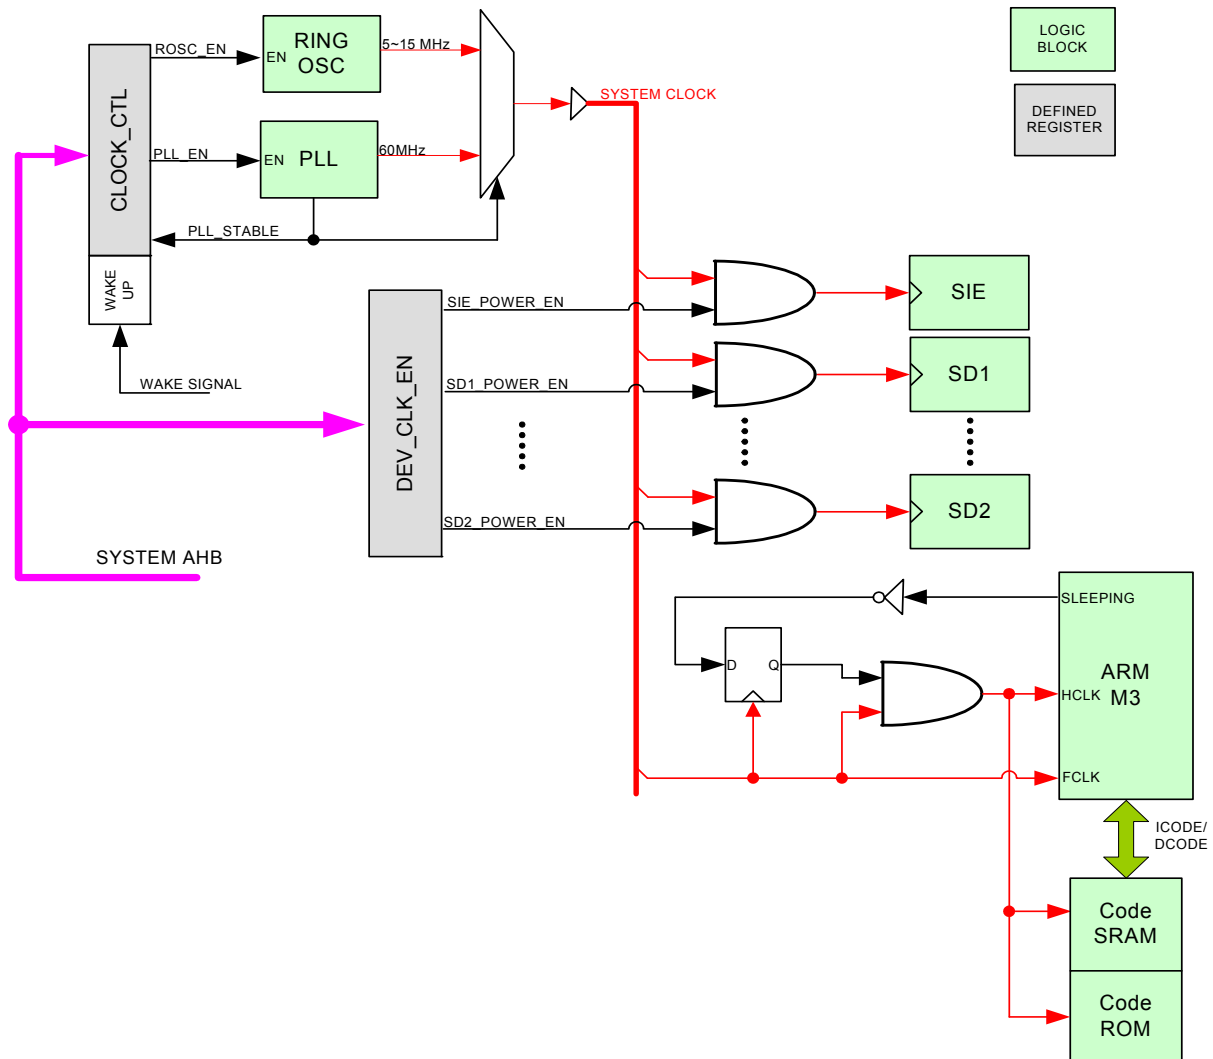 RING
OSC
EN
ROSC_EN
5~15 MHz
LOGIC
BLOCK
DEFINED
REGISTER
SYSTEM CLOCK
CLOCK_CTL
PLL_EN
EN
PLL
60MHz
PLL_STABLE
WAKE
UP
WAKE SIGNAL
DEV_CLK_EN
SIE_POWER_EN
SIE
SD1_POWER_EN
SD1
SD2_POWER_EN
SD2
SYSTEM AHB
SLEEPING
D
Q
ARM
M3
HCLK
FCLK
ICODE/
DCODE
Code
SRAM
Code
ROM